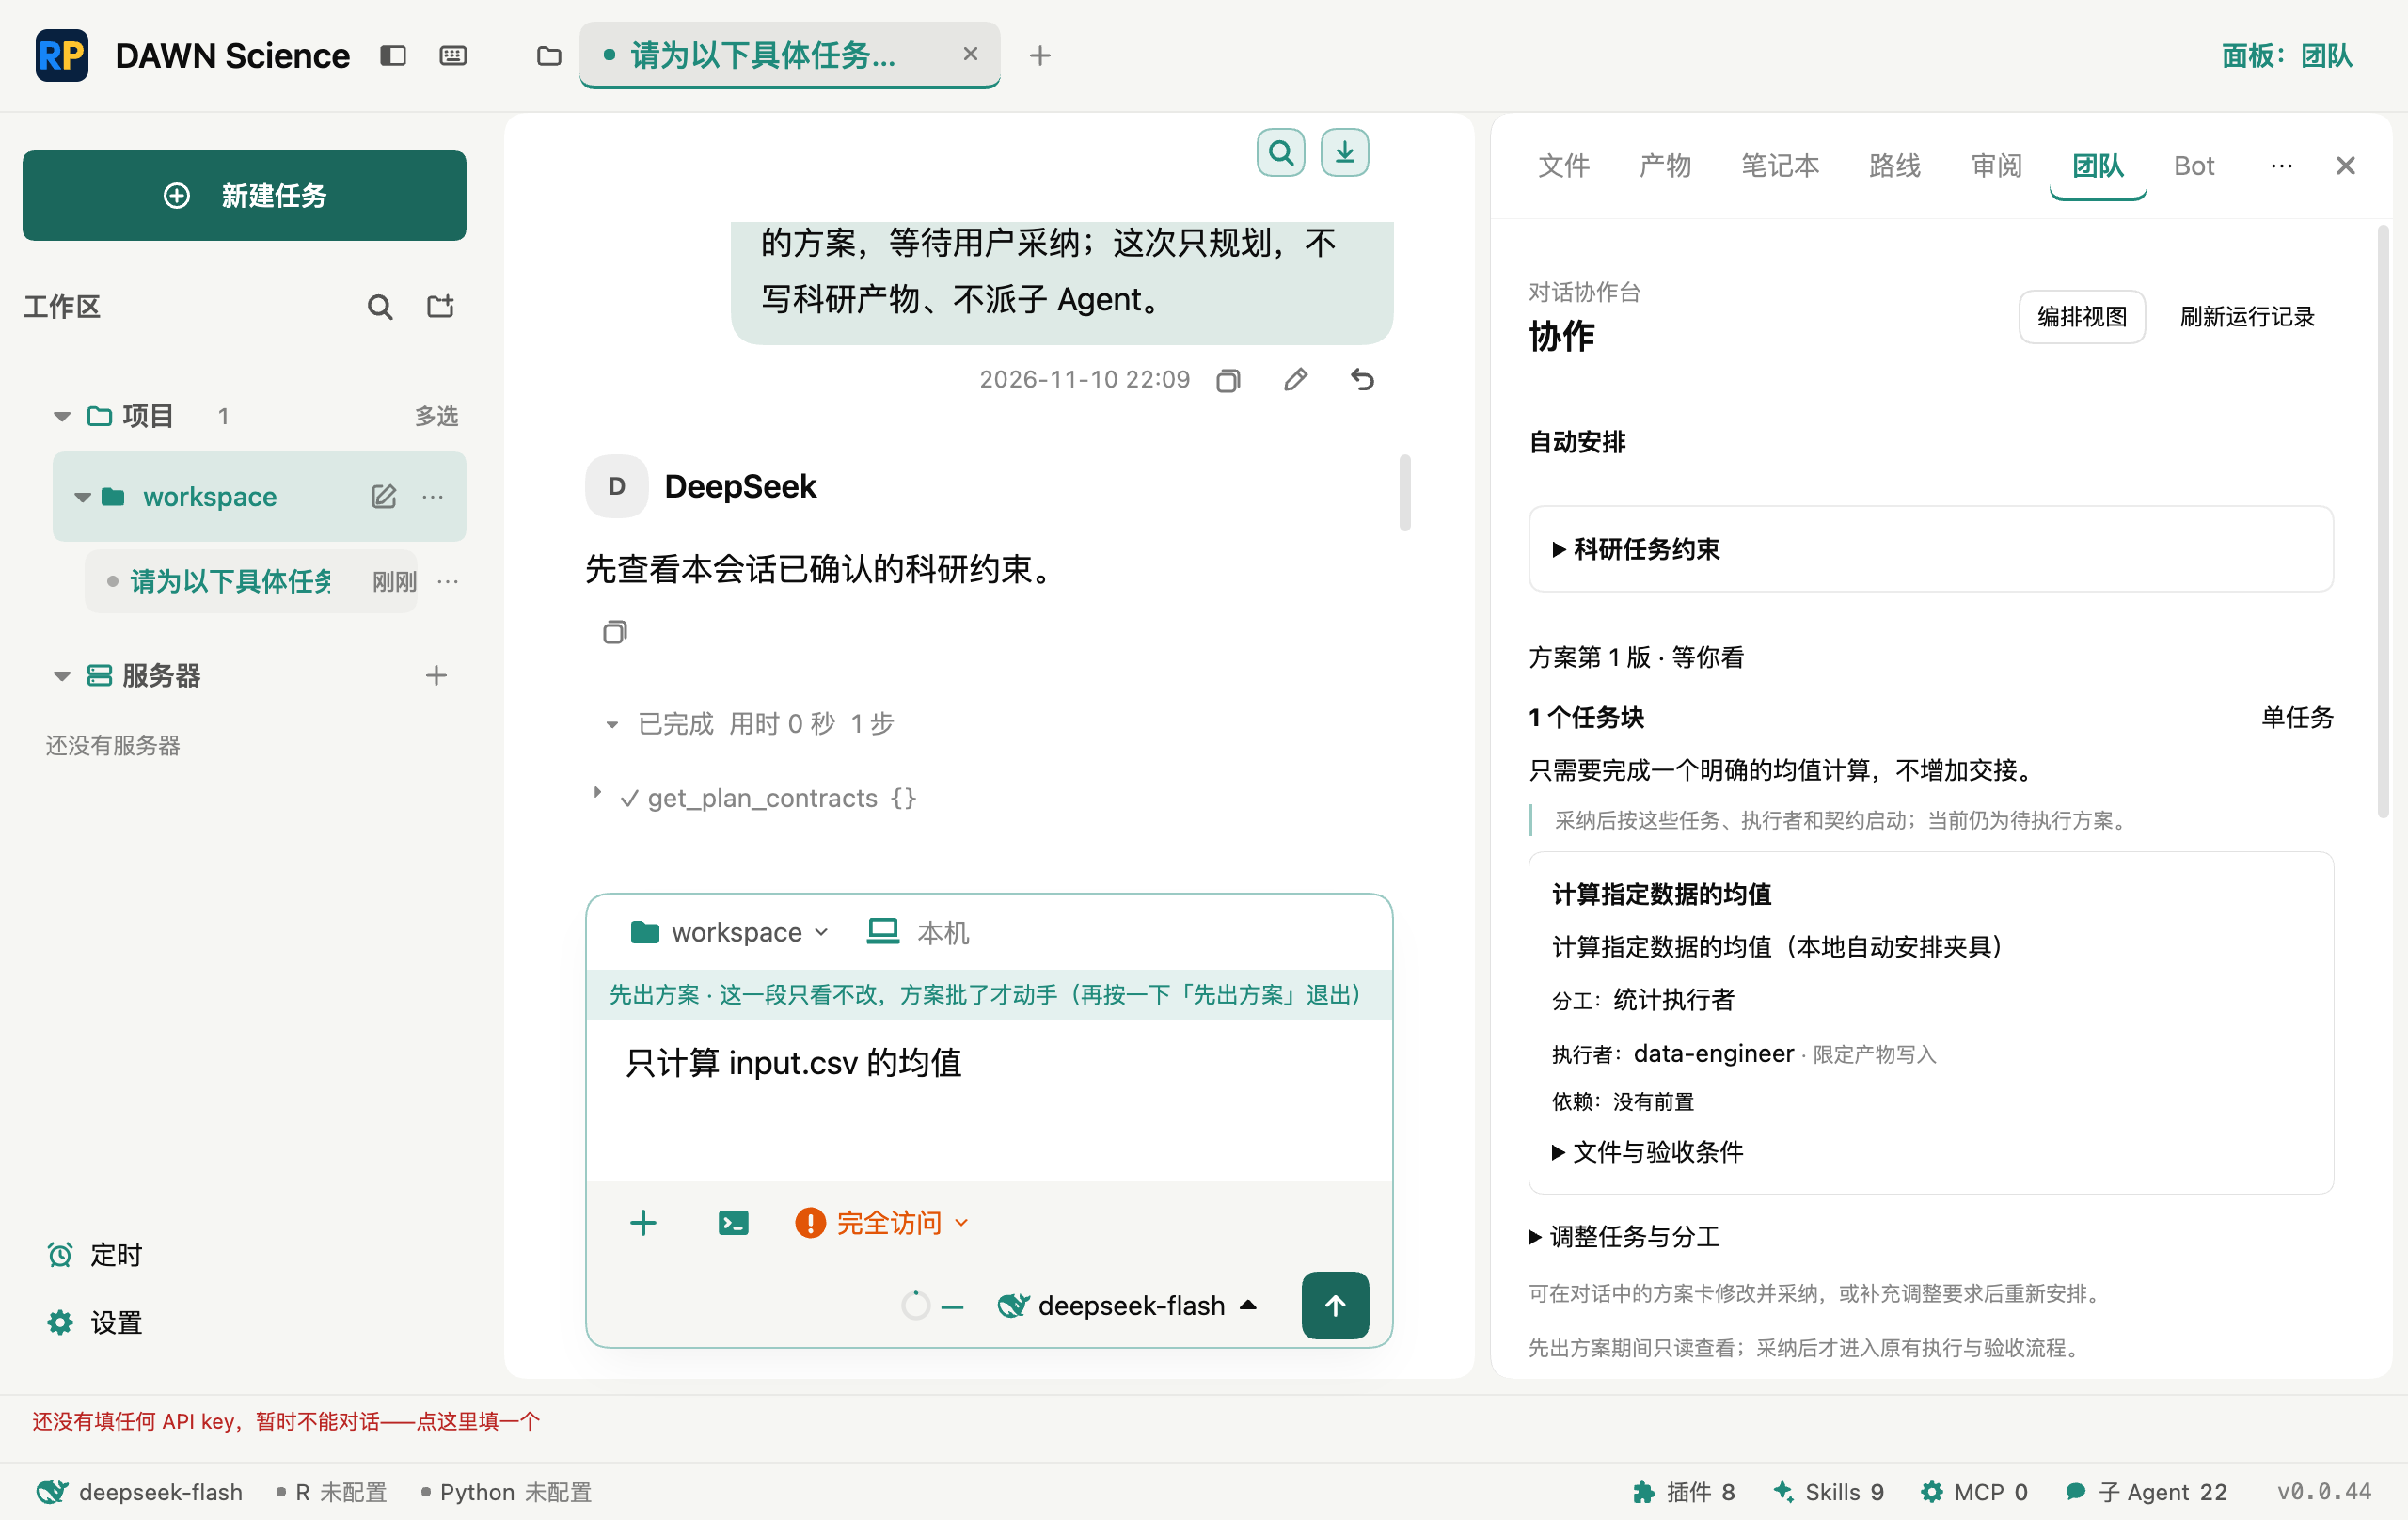 RP DAWN Science
请为以下具体任务...
面板：团队
新建任务
工作区
项目 1 多选
workspace
请为以下具体任务 刚刚
服务器
还没有服务器
定时
设置
的方案，等待用户采纳；这次只规划，不
写科研产物、不派子 Agent。
2026-11-10 22:09
D DeepSeek
先查看本会话已确认的科研约束。
已完成 用时 0 秒 1 步
get_plan_contracts {}
workspace 本机
先出方案 · 这一段只看不改，方案批了才动手（再按一下「先出方案」退出）
只计算 input.csv 的均值
完全访问
deepseek-flash
文件 产物 笔记本 路线 审阅 团队 Bot ...
对话协作台
协作
编排视图 刷新运行记录
自动安排
科研任务约束
方案第 1 版 · 等你看
1 个任务块 单任务
只需要完成一个明确的均值计算，不增加交接。
采纳后按这些任务、执行者和契约启动；当前仍为待执行方案。
计算指定数据的均值
计算指定数据的均值（本地自动安排夹具）
分工：统计执行者
执行者：data-engineer · 限定产物写入
依赖：没有前置
文件与验收条件
调整任务与分工
可在对话中的方案卡修改并采纳，或补充调整要求后重新安排。
先出方案期间只读查看；采纳后才进入原有执行与验收流程。
还没有填任何 API key，暂时不能对话——点这里填一个
deepseek-flash R 未配置 Python 未配置
插件 8 Skills 9 MCP 0 子 Agent 22 v0.0.44